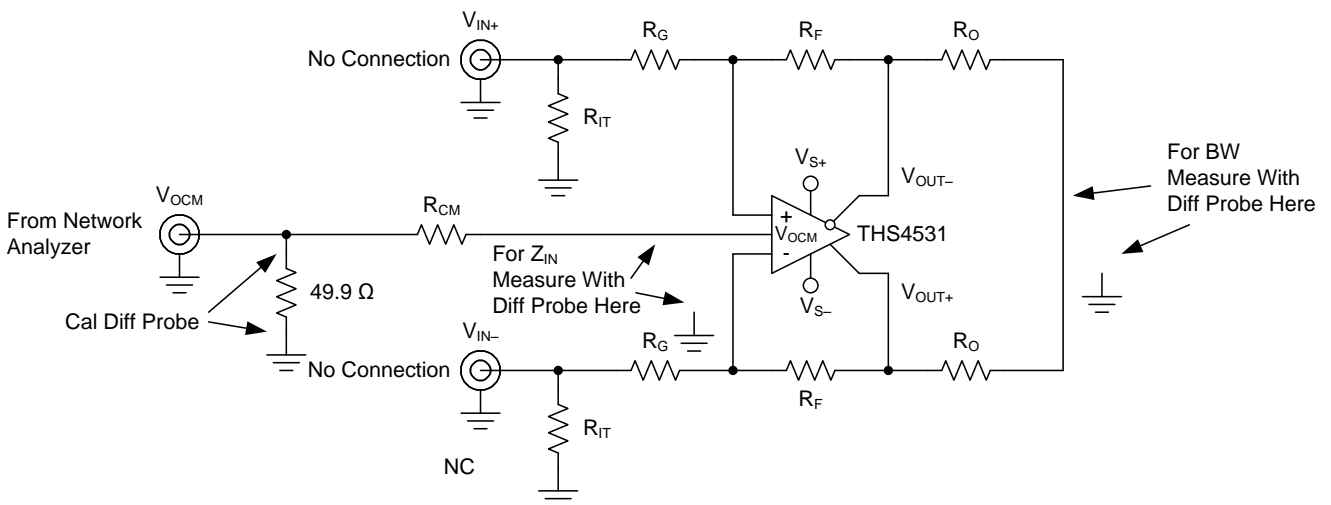 V_IN+
No Connection
R_G
R_F
R_O
R_IT
V_S+
V_OUT–
For BW
Measure With
Diff Probe Here
V_OCM
From Network
Analyzer
R_CM
+
V_OCM
-
THS4531
For Z_IN
Measure With
Diff Probe Here
49.9 Ω
Cal Diff Probe
V_S–
V_OUT+
V_IN–
No Connection
R_G
R_F
R_O
R_IT
NC